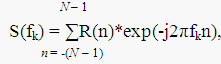 N - 1
S(fₖ) = ∑R(n)*exp(-j2πfₖn),
n = -(N - 1)